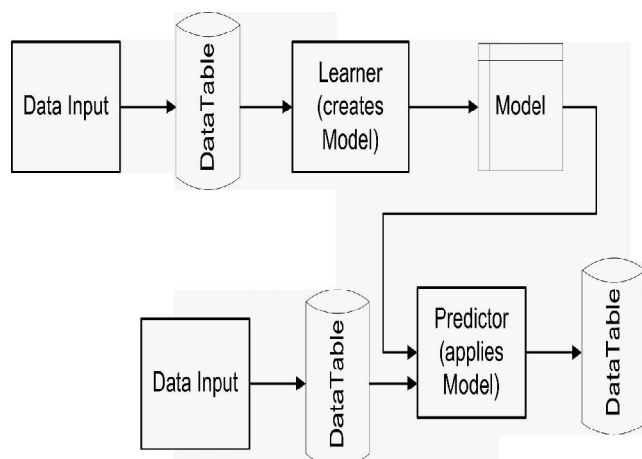 Data Input
DataTable
Learner
(creates
Model)
Model
Data Input
DataTable
Predictor
(applies
Model)
DataTable